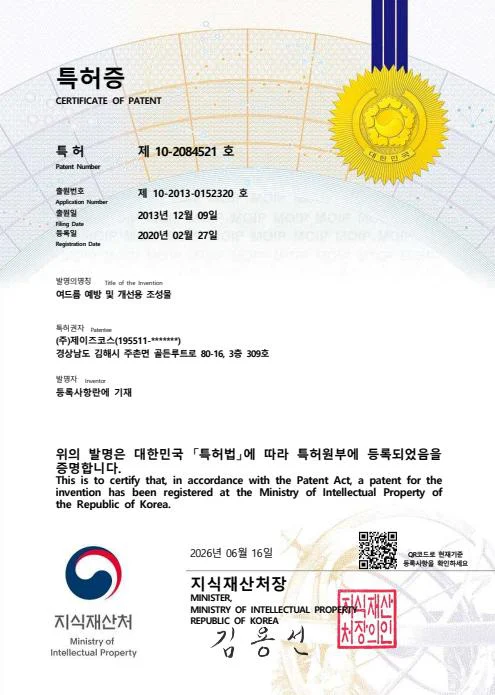 특허증
CERTIFICATE OF PATENT
특 허 제 10-2084521 호
Patent Number
출원번호 제 10-2013-0152320 호
Application Number
출원일 2013년 12월 09일
Filing Date
등록일 2020년 02월 27일
Registration Date
발명의명칭 Title of the Invention
여드름 예방 및 개선용 조성물
특허권자 Patentee
(주)제이즈코스(195511-*******)
경상남도 김해시 주촌면 골든루트로 80-16, 3층 309호
발명자 Inventor
등록사항란에 기재
위의 발명은 대한민국 「특허법」에 따라 특허원부에 등록되었음을
증명합니다.
This is to certify that, in accordance with the Patent Act, a patent for the
invention has been registered at the Ministry of Intellectual Property of
the Republic of Korea.
2026년 06월 16일
QR코드로 현재기준
등록사항을 확인하세요
지식재산처장
MINISTER,
MINISTRY OF INTELLECTUAL PROPERTY
REPUBLIC OF KOREA
김용선
지식재산
처장의인
지식재산처
Ministry of
Intellectual Property
대한민국
MOIP MOIP MOIP MOIP